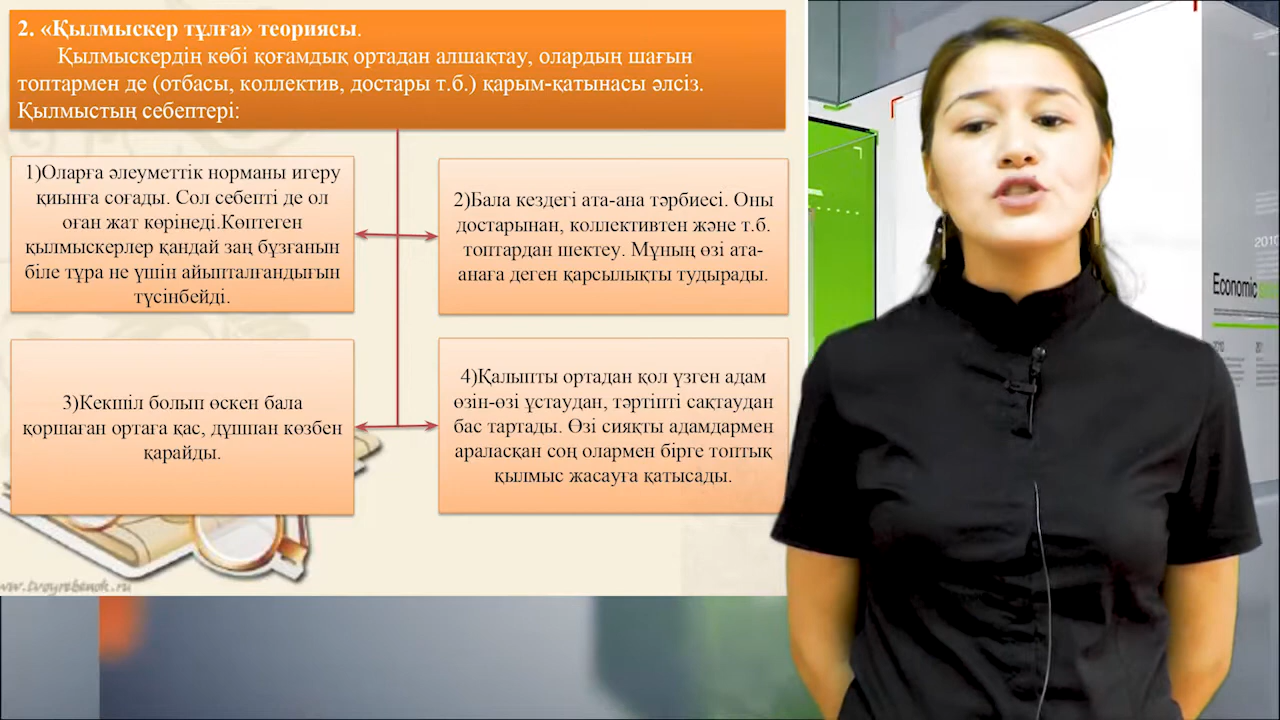 2. «Қылмыскер тұлға» теориясы.
Қылмыскердің көбі қоғамдық ортадан алшақтау, олардың шағын
топтармен де (отбасы, коллектив, достары т.б.) қарым-қатынасы әлсіз.
Қылмыстың себептері:
1)Оларға әлеуметтік норманы игеру
қиынға соғады. Сол себепті де ол
оған жат көрінеді.Көптеген
қылмыскерлер қандай заң бұзғанын
біле тұра не үшін айыпталғандығын
түсінбейді.
2)Бала кездегі ата-ана тәрбиесі. Оны
достарынан, коллективтен және т.б.
топтардан шектеу. Мұның өзі ата-
анаға деген қарсылықты тудырады.
3)Кекшіл болып өскен бала
қоршаған ортаға қас, дұшпан көзбен
қарайды.
4)Қалыпты ортадан қол үзген адам
өзін-өзі ұстаудан, тәртіпті сақтаудан
бас тартады. Өзі сияқты адамдармен
араласқан соң олармен бірге топтық
қылмыс жасауға қатысады.
www.tvoyrebenok.ru
2010
Economic